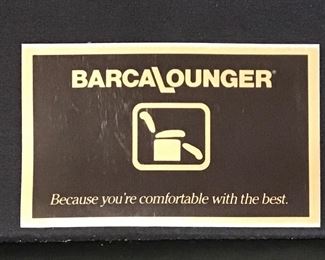 BARCALOUNGER®
Because you're comfortable with the best.